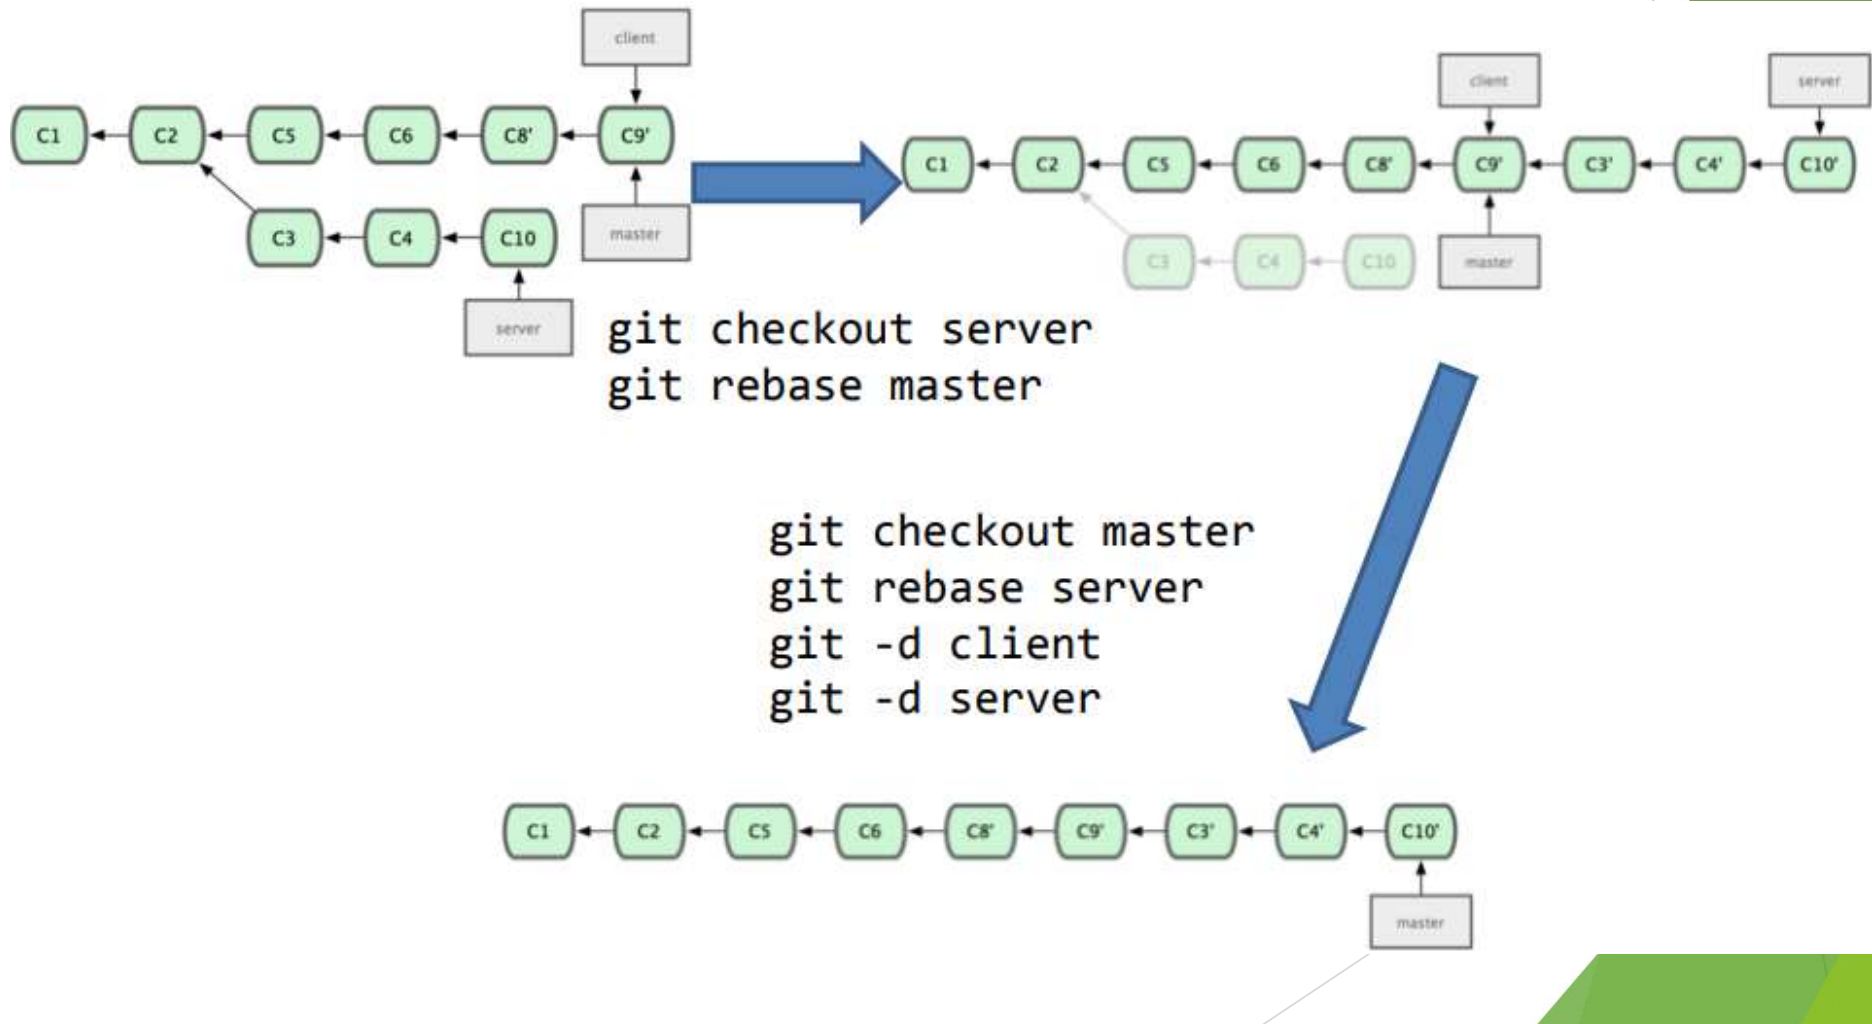 client
C1 C2 C5 C6 C8' C9'
C3 C4 C10
master
server
client
server
C1 C2 C5 C6 C8' C9' C3' C4' C10'
C3 C4 C10
master
git checkout server
git rebase master
git checkout master
git rebase server
git -d client
git -d server
C1 C2 C5 C6 C8' C9' C3' C4' C10'
master